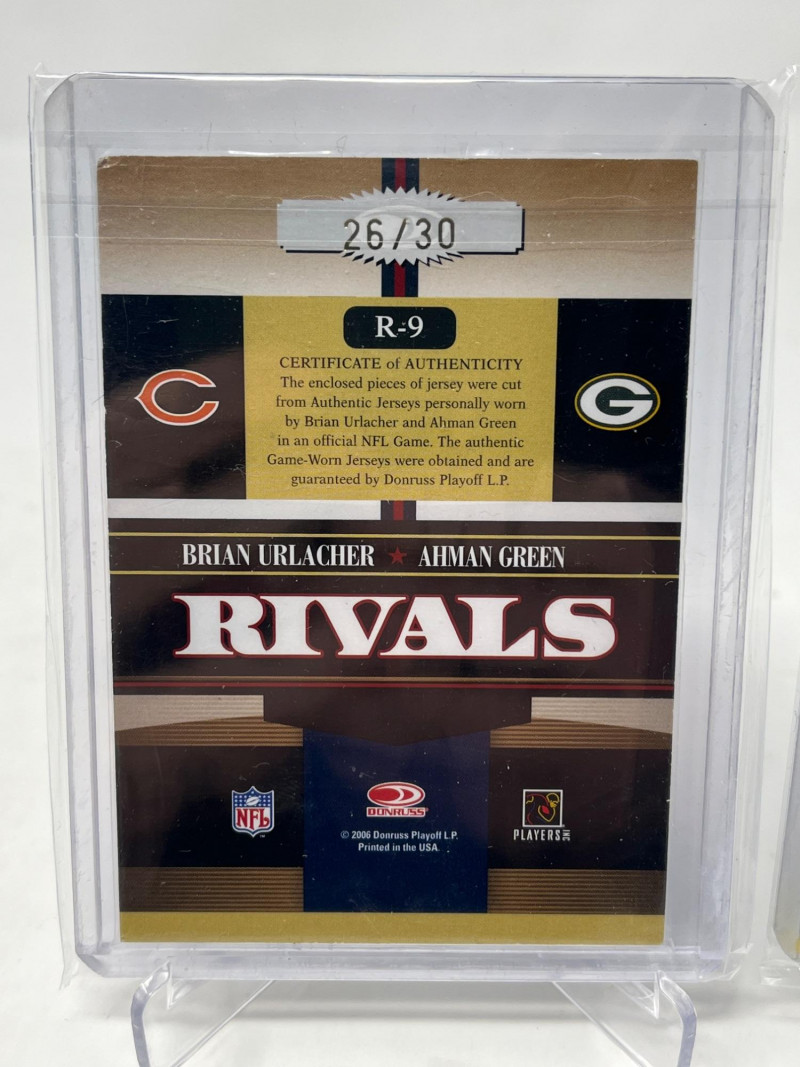 26/30
R-9
CERTIFICATE of AUTHENTICITY
The enclosed pieces of jersey were cut
from Authentic Jerseys personally worn
by Brian Urlacher and Ahman Green
in an official NFL Game. The authentic
Game-Worn Jerseys were obtained and are
guaranteed by Donruss Playoff L.P.
C
G
BRIAN URLACHER ★ AHMAN GREEN
RIVALS
NFL
DONRUSS
© 2006 Donruss Playoff L.P.
Printed in the USA
PLAYERS INC